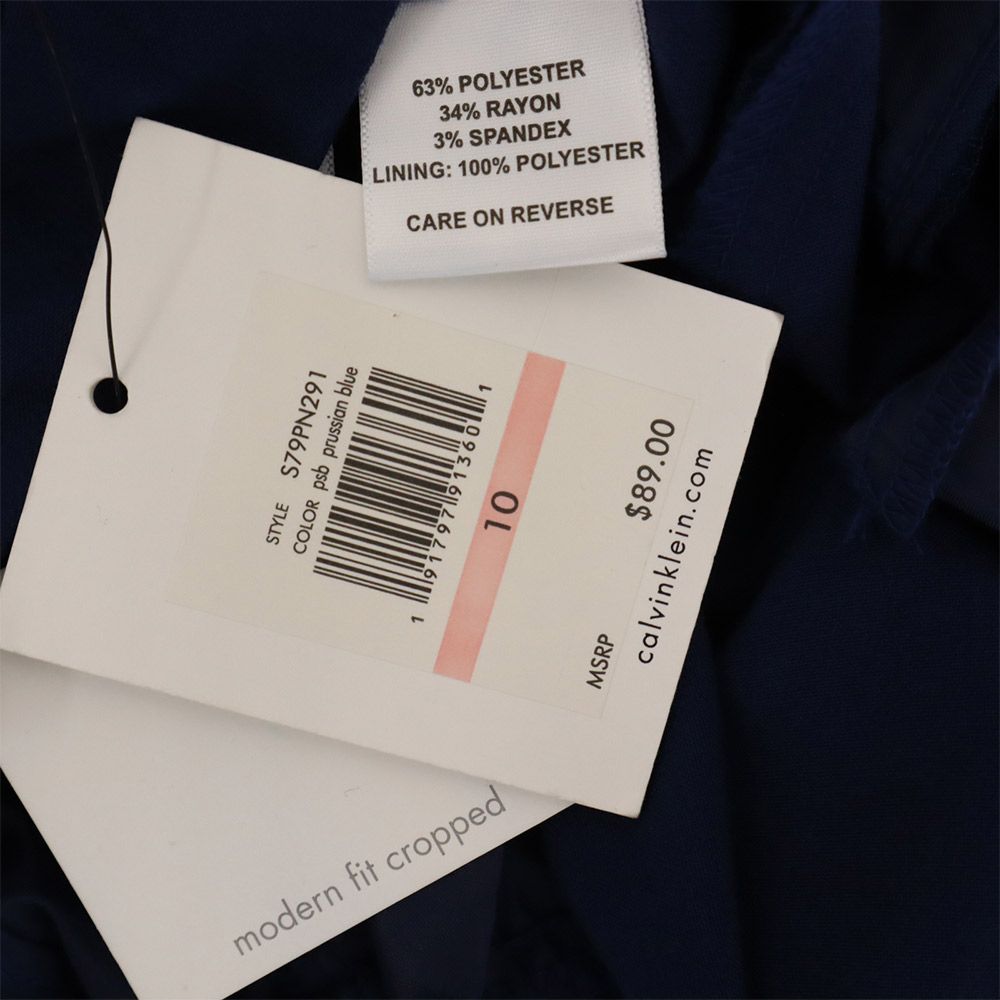 63% POLYESTER
34% RAYON
3% SPANDEX
LINING: 100% POLYESTER
CARE ON REVERSE
STYLE S79PN291
COLOR psb prussian blue
1 91797 91360 1
10
MSRP $89.00
calvinklein.com
modern fit cropped